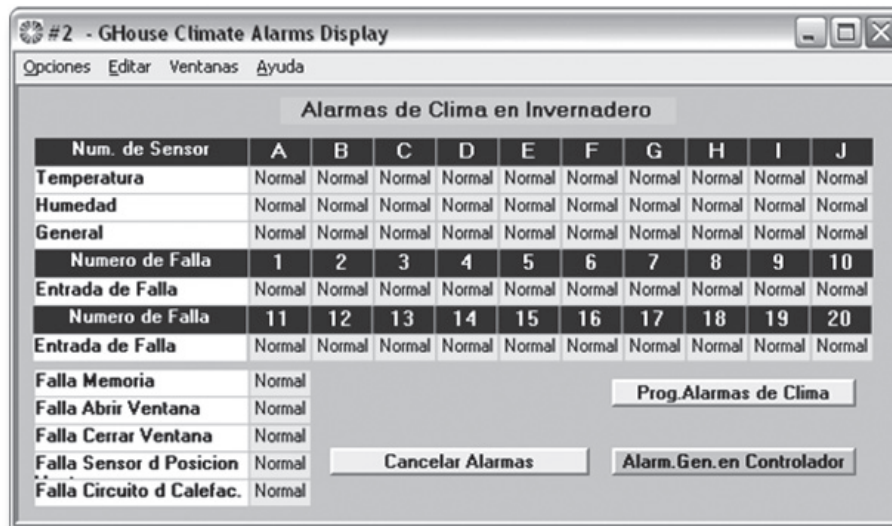 #2 - GHouse Climate Alarms Display
Opciones Editar Ventanas Ayuda
Alarmas de Clima en Invernadero
Num. de Sensor A B C D E F G H I J
Temperatura Normal Normal Normal Normal Normal Normal Normal Normal Normal Normal
Humedad Normal Normal Normal Normal Normal Normal Normal Normal Normal Normal
General Normal Normal Normal Normal Normal Normal Normal Normal Normal Normal
Numero de Falla 1 2 3 4 5 6 7 8 9 10
Entrada de Falla Normal Normal Normal Normal Normal Normal Normal Normal Normal Normal
Numero de Falla 11 12 13 14 15 16 17 18 19 20
Entrada de Falla Normal Normal Normal Normal Normal Normal Normal Normal Normal Normal
Falla Memoria Normal
Prog.Alarmas de Clima
Falla Abrir Ventana Normal
Falla Cerrar Ventana Normal
Falla Sensor d Posicion Normal
Cancelar Alarmas Alarm.Gen.en Controlador
Falla Circuito d Calefac. Normal